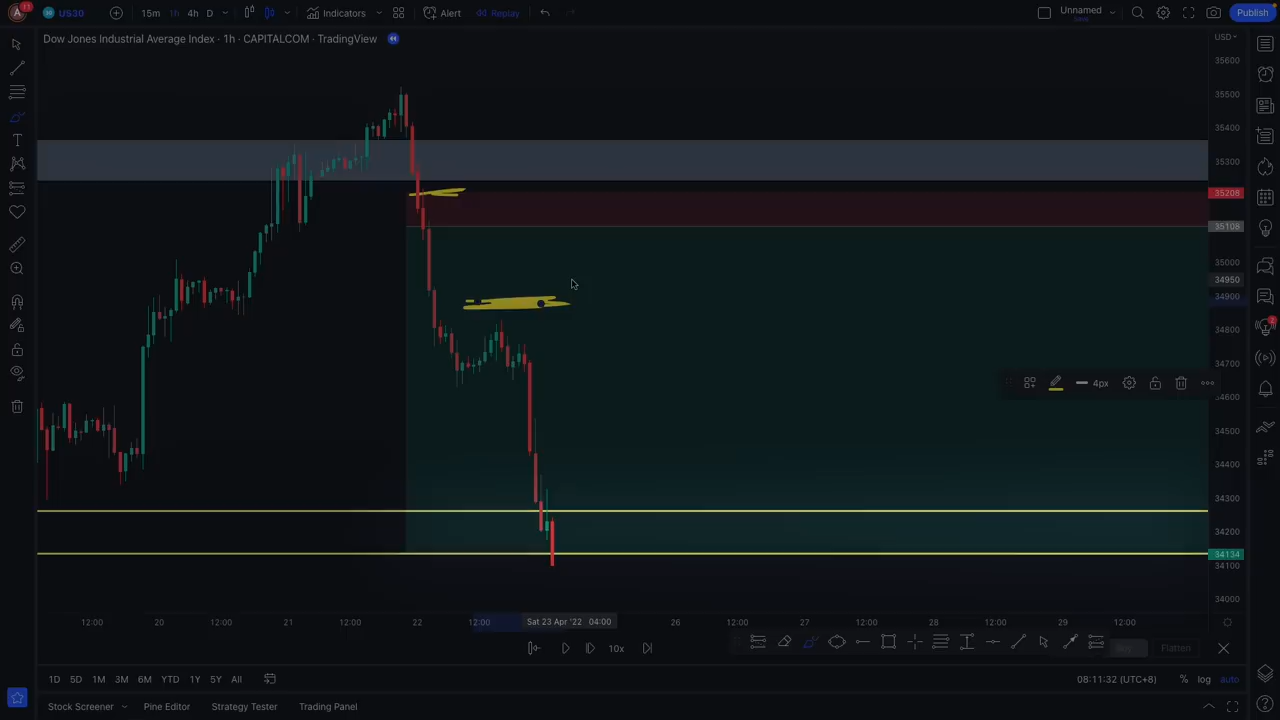 A 11 US30 15m 1h 4h D Indicators Alert Replay Unnamed Save Publish
Dow Jones Industrial Average Index · 1h · CAPITALCOM · TradingView
USD
35600
35500
35400
35300
35208
35108
35000
34950
34900
34800
34700
34600
34500
34400
34300
34200
34134
34100
34000
4px
2
12:00 20 12:00 21 12:00 22 12:00 Sat 23 Apr '22 04:00 26 12:00 27 12:00 28 12:00 29 12:00
10x Flatten
1D 5D 1M 3M 6M YTD 1Y 5Y All 08:11:32 (UTC+8) % log auto
Stock Screener Pine Editor Strategy Tester Trading Panel